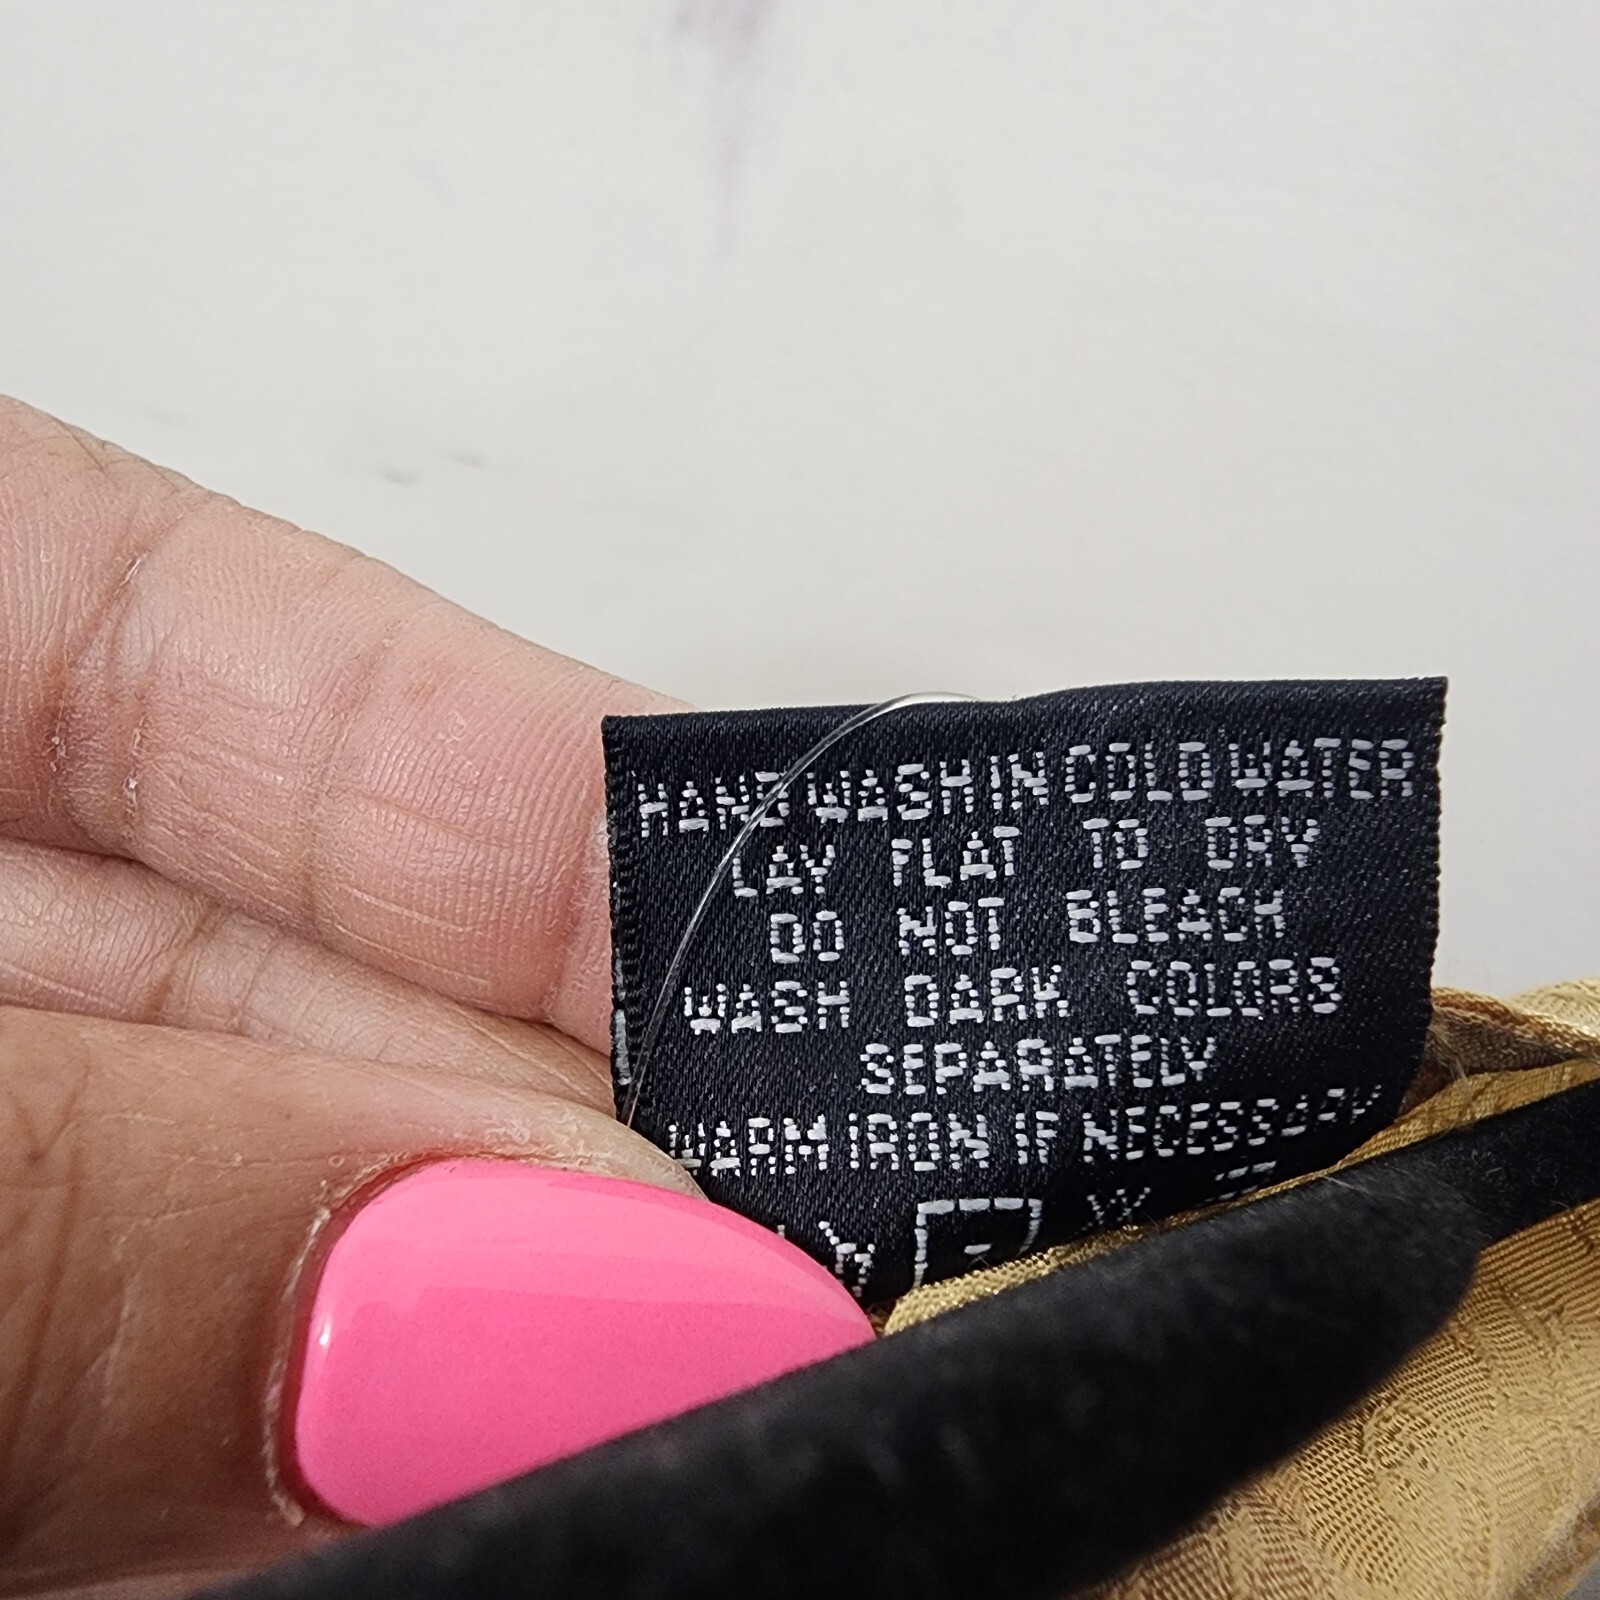 HAND WASH IN COLD WATER
LAY FLAT TO DRY
DO NOT BLEACH
WASH DARK COLORS
SEPARATELY
WARM IRON IF NECESSARY